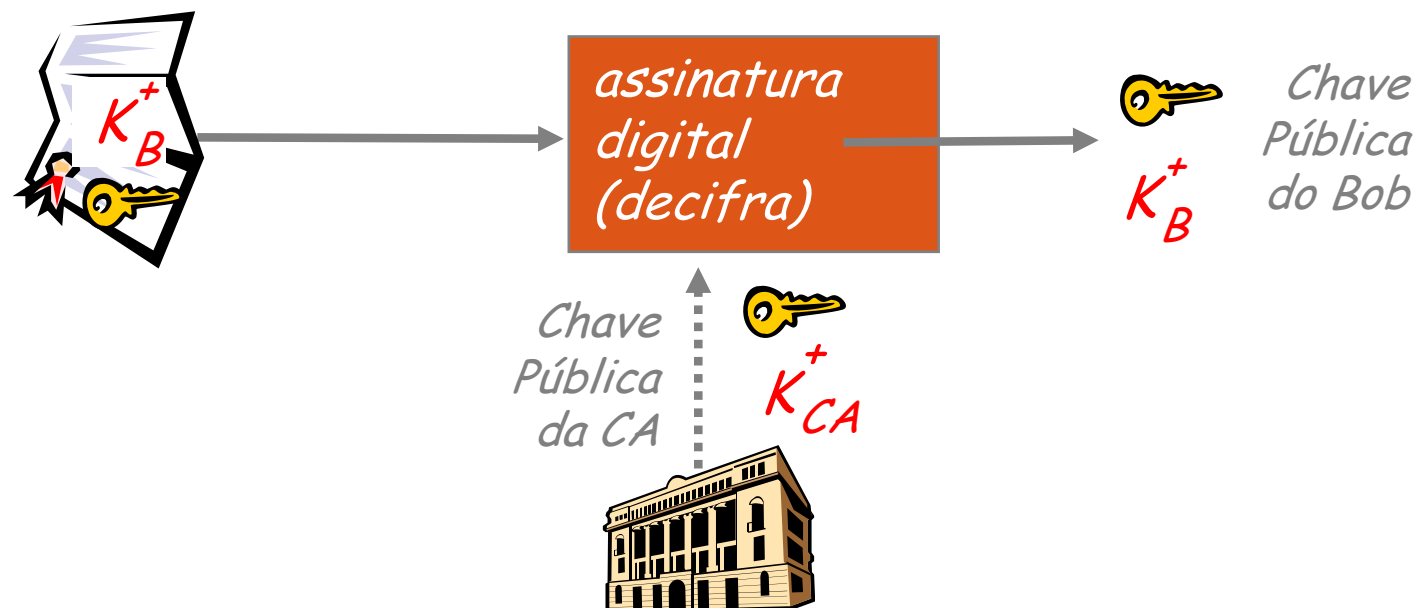 K+B
assinatura
digital
(decifra)
Chave
Pública
do Bob
K+B
Chave
Pública
da CA
K+CA